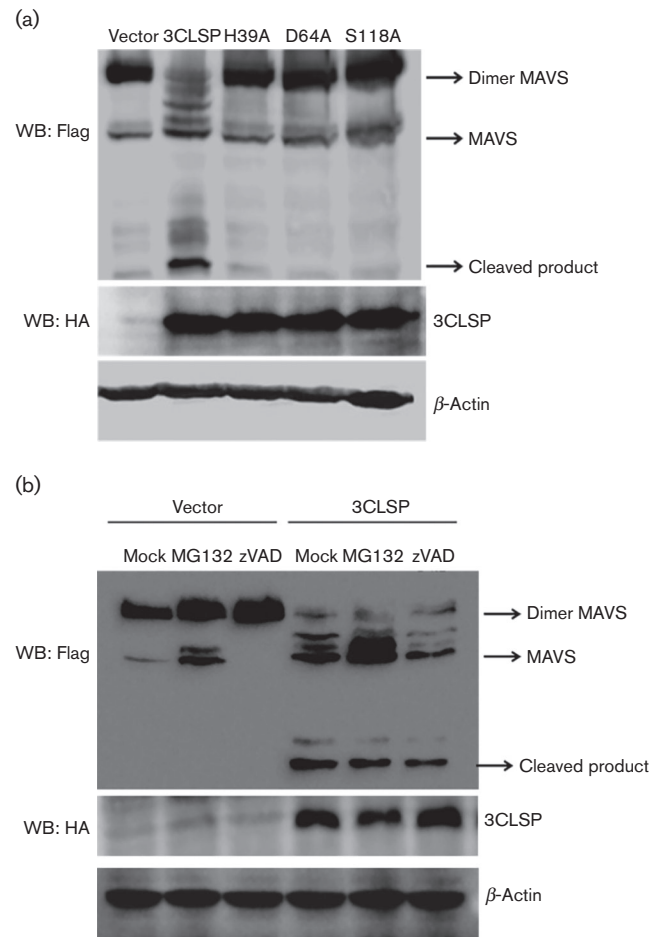 (a)
Vector 3CLSP H39A D64A S118A
WB: Flag
Dimer MAVS
MAVS
Cleaved product
WB: HA
3CLSP
β-Actin
(b)
Vector 3CLSP
Mock MG132 zVAD Mock MG132 zVAD
WB: Flag
Dimer MAVS
MAVS
Cleaved product
WB: HA
3CLSP
β-Actin